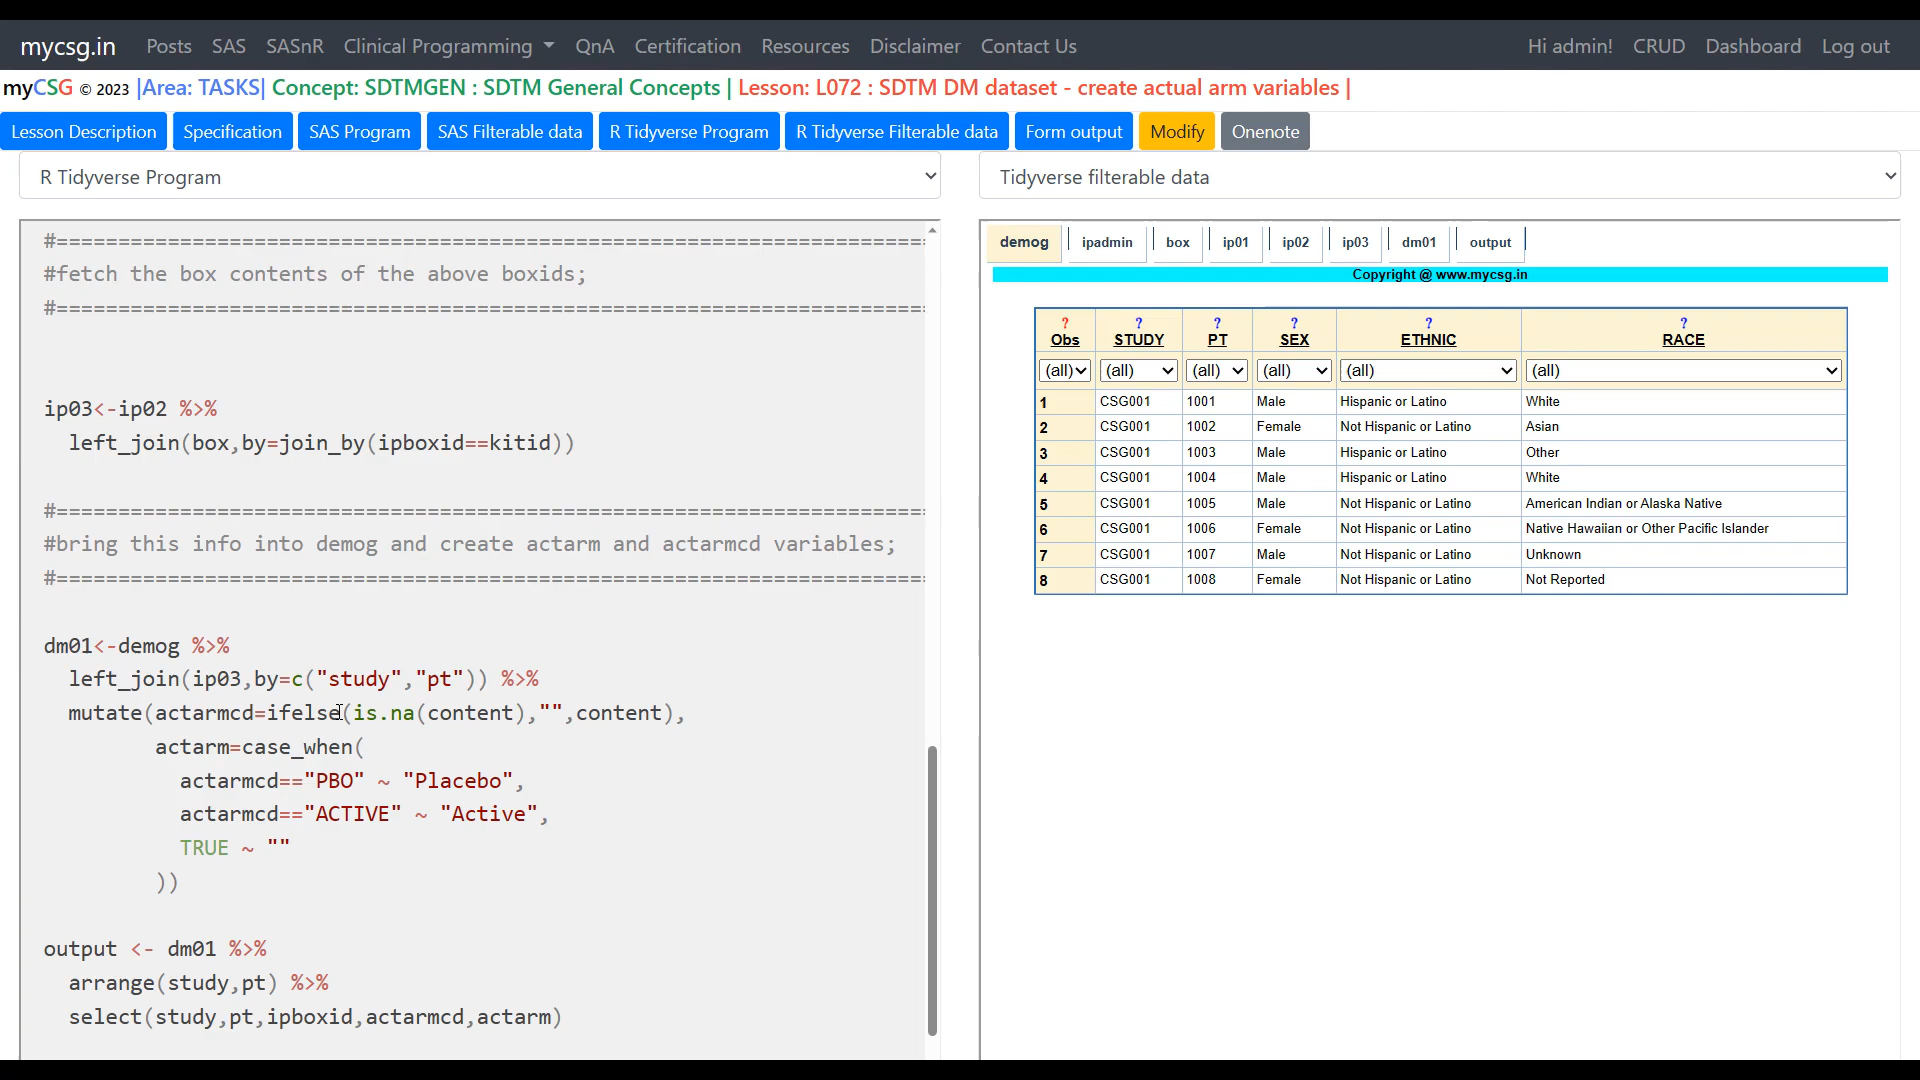 mycsg.in Posts SAS SASnR Clinical Programming QnA Certification Resources Disclaimer Contact Us Hi admin! CRUD Dashboard Log out
myCSG © 2023 |Area: TASKS| Concept: SDTMGEN : SDTM General Concepts | Lesson: L072 : SDTM DM dataset - create actual arm variables |
Lesson Description Specification SAS Program SAS Filterable data R Tidyverse Program R Tidyverse Filterable data Form output Modify Onenote
R Tidyverse Program
#=======================================================================
#fetch the box contents of the above boxids;
#=======================================================================
ip03<-ip02 %>%
left_join(box,by=join_by(ipboxid==kitid))
#=======================================================================
#bring this info into demog and create actarm and actarmcd variables;
#=======================================================================
dm01<-demog %>%
left_join(ip03,by=c("study","pt")) %>%
mutate(actarmcd=ifelse(is.na(content),"",content),
actarm=case_when(
actarmcd=="PBO" ~ "Placebo",
actarmcd=="ACTIVE" ~ "Active",
TRUE ~ ""
))
output <- dm01 %>%
arrange(study,pt) %>%
select(study,pt,ipboxid,actarmcd,actarm)
Tidyverse filterable data
demog ipadmin box ip01 ip02 ip03 dm01 output
Copyright @ www.mycsg.in
? ? ? ? ? ?
Obs STUDY PT SEX ETHNIC RACE
(all) (all) (all) (all) (all) (all)
1 CSG001 1001 Male Hispanic or Latino White
2 CSG001 1002 Female Not Hispanic or Latino Asian
3 CSG001 1003 Male Hispanic or Latino Other
4 CSG001 1004 Male Hispanic or Latino White
5 CSG001 1005 Male Not Hispanic or Latino American Indian or Alaska Native
6 CSG001 1006 Female Not Hispanic or Latino Native Hawaiian or Other Pacific Islander
7 CSG001 1007 Male Not Hispanic or Latino Unknown
8 CSG001 1008 Female Not Hispanic or Latino Not Reported